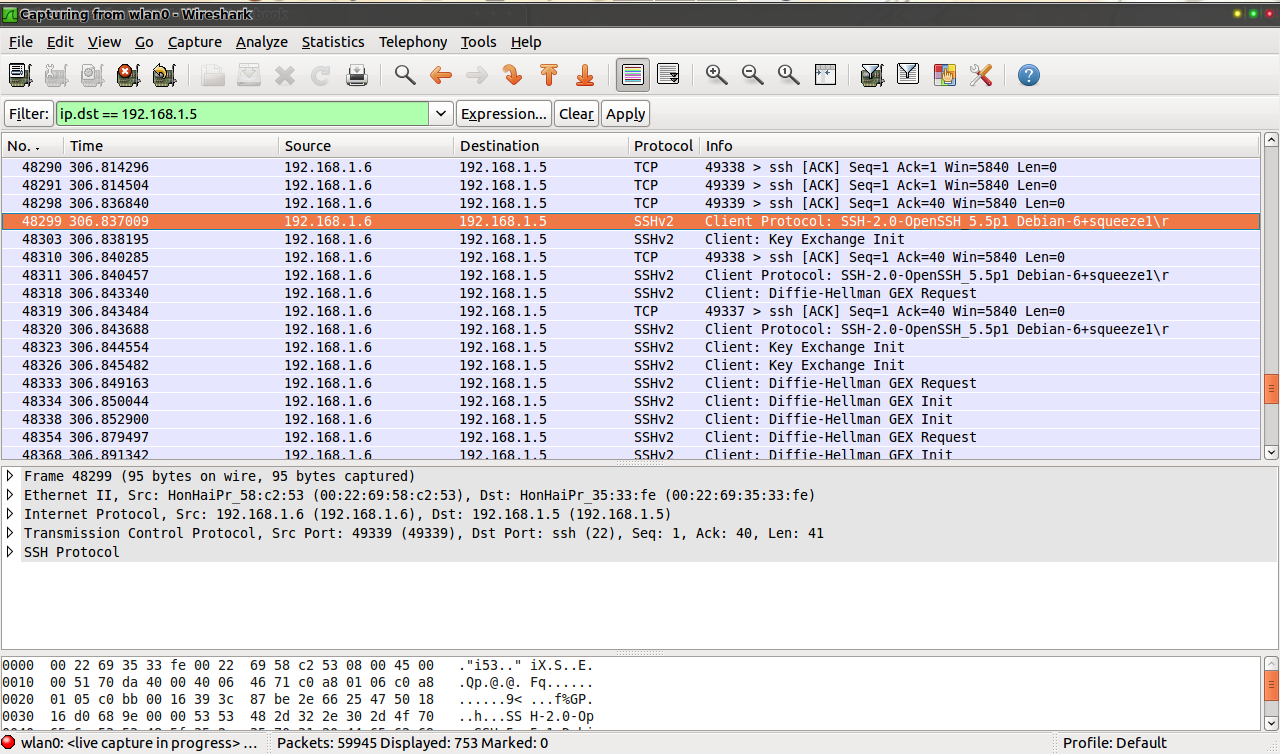 Capturing from wlan0 - Wireshark
File Edit View Go Capture Analyze Statistics Telephony Tools Help
Filter: ip.dst == 192.168.1.5 Expression... Clear Apply
No. Time Source Destination Protocol Info
48290 306.814296 192.168.1.6 192.168.1.5 TCP 49338 > ssh [ACK] Seq=1 Ack=1 Win=5840 Len=0
48291 306.814504 192.168.1.6 192.168.1.5 TCP 49339 > ssh [ACK] Seq=1 Ack=1 Win=5840 Len=0
48298 306.836840 192.168.1.6 192.168.1.5 TCP 49339 > ssh [ACK] Seq=1 Ack=40 Win=5840 Len=0
48299 306.837009 192.168.1.6 192.168.1.5 SSHv2 Client Protocol: SSH-2.0-OpenSSH_5.5p1 Debian-6+squeeze1\r
48303 306.838195 192.168.1.6 192.168.1.5 SSHv2 Client: Key Exchange Init
48310 306.840285 192.168.1.6 192.168.1.5 TCP 49338 > ssh [ACK] Seq=1 Ack=40 Win=5840 Len=0
48311 306.840457 192.168.1.6 192.168.1.5 SSHv2 Client Protocol: SSH-2.0-OpenSSH_5.5p1 Debian-6+squeeze1\r
48318 306.843340 192.168.1.6 192.168.1.5 SSHv2 Client: Diffie-Hellman GEX Request
48319 306.843484 192.168.1.6 192.168.1.5 TCP 49337 > ssh [ACK] Seq=1 Ack=40 Win=5840 Len=0
48320 306.843688 192.168.1.6 192.168.1.5 SSHv2 Client Protocol: SSH-2.0-OpenSSH_5.5p1 Debian-6+squeeze1\r
48323 306.844554 192.168.1.6 192.168.1.5 SSHv2 Client: Key Exchange Init
48326 306.845482 192.168.1.6 192.168.1.5 SSHv2 Client: Key Exchange Init
48333 306.849163 192.168.1.6 192.168.1.5 SSHv2 Client: Diffie-Hellman GEX Request
48334 306.850044 192.168.1.6 192.168.1.5 SSHv2 Client: Diffie-Hellman GEX Init
48338 306.852900 192.168.1.6 192.168.1.5 SSHv2 Client: Diffie-Hellman GEX Init
48354 306.879497 192.168.1.6 192.168.1.5 SSHv2 Client: Diffie-Hellman GEX Request
48368 306.891342 192.168.1.6 192.168.1.5 SSHv2 Client: Diffie-Hellman GEX Init
Frame 48299 (95 bytes on wire, 95 bytes captured)
Ethernet II, Src: HonHaiPr_58:c2:53 (00:22:69:58:c2:53), Dst: HonHaiPr_35:33:fe (00:22:69:35:33:fe)
Internet Protocol, Src: 192.168.1.6 (192.168.1.6), Dst: 192.168.1.5 (192.168.1.5)
Transmission Control Protocol, Src Port: 49339 (49339), Dst Port: ssh (22), Seq: 1, Ack: 40, Len: 41
SSH Protocol
0000 00 22 69 35 33 fe 00 22 69 58 c2 53 08 00 45 00 ."i53.." iX.S..E.
0010 00 51 70 da 40 00 40 06 46 71 c0 a8 01 06 c0 a8 .Qp.@.@. Fq......
0020 01 05 c0 bb 00 16 39 3c 87 be 2e 66 25 47 50 18 ......9< ...f%GP.
0030 16 d0 68 9e 00 00 53 53 48 2d 32 2e 30 2d 4f 70 ..h...SS H-2.0-Op
wlan0: <live capture in progress> ... Packets: 59945 Displayed: 753 Marked: 0 Profile: Default